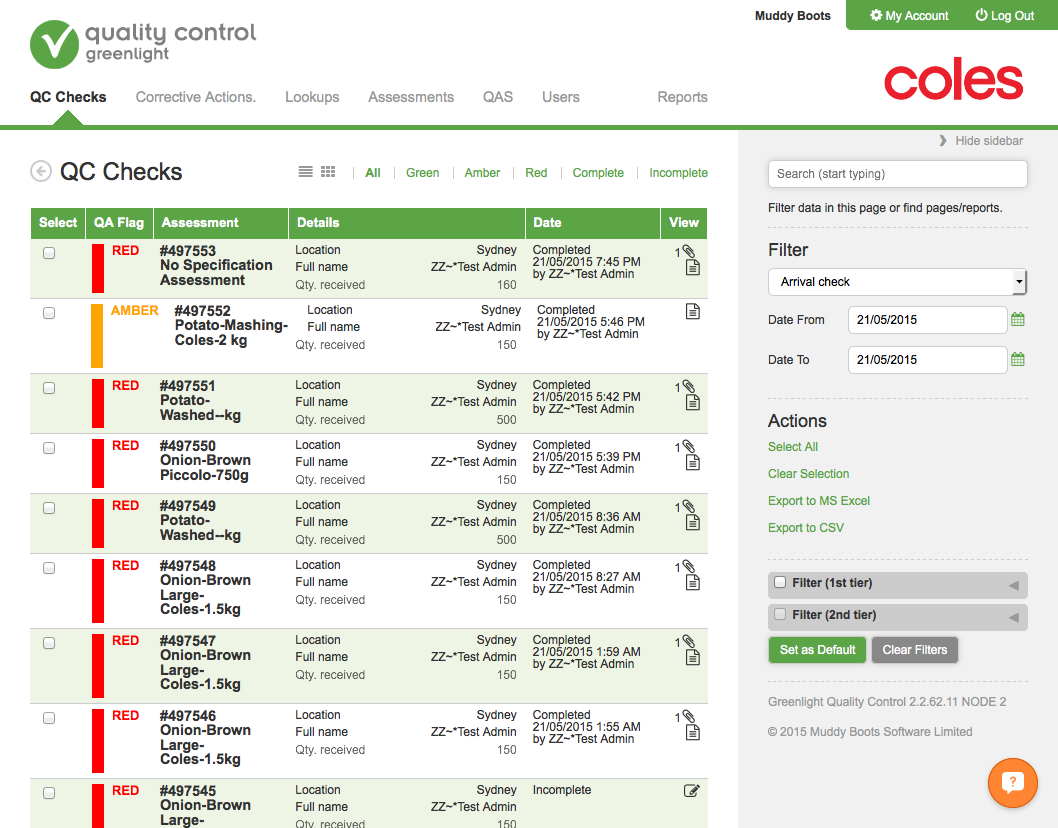 Muddy Boots
My Account
Log Out
quality control
greenlight
coles
QC Checks
Corrective Actions.
Lookups
Assessments
QAS
Users
Reports
Hide sidebar
QC Checks
All
Green
Amber
Red
Complete
Incomplete
Select
QA Flag
Assessment
Details
Date
View
RED
#497553
No Specification
Assessment
Location Sydney
Full name ZZ~*Test Admin
Qty. received 160
Completed
21/05/2015 7:45 PM
by ZZ~*Test Admin
1
AMBER
#497552
Potato-Mashing-
Coles-2 kg
Location Sydney
Full name ZZ~*Test Admin
Qty. received 150
Completed
21/05/2015 5:46 PM
by ZZ~*Test Admin
RED
#497551
Potato-
Washed--kg
Location Sydney
Full name ZZ~*Test Admin
Qty. received 500
Completed
21/05/2015 5:42 PM
by ZZ~*Test Admin
1
RED
#497550
Onion-Brown
Piccolo-750g
Location Sydney
Full name ZZ~*Test Admin
Qty. received 150
Completed
21/05/2015 5:39 PM
by ZZ~*Test Admin
1
RED
#497549
Potato-
Washed--kg
Location Sydney
Full name ZZ~*Test Admin
Qty. received 500
Completed
21/05/2015 8:36 AM
by ZZ~*Test Admin
1
RED
#497548
Onion-Brown
Large-
Coles-1.5kg
Location Sydney
Full name ZZ~*Test Admin
Qty. received 150
Completed
21/05/2015 8:27 AM
by ZZ~*Test Admin
1
RED
#497547
Onion-Brown
Large-
Coles-1.5kg
Location Sydney
Full name ZZ~*Test Admin
Qty. received 150
Completed
21/05/2015 1:59 AM
by ZZ~*Test Admin
1
RED
#497546
Onion-Brown
Large-
Coles-1.5kg
Location Sydney
Full name ZZ~*Test Admin
Qty. received 150
Completed
21/05/2015 1:55 AM
by ZZ~*Test Admin
1
RED
#497545
Onion-Brown
Large-
Location Sydney
Full name ZZ~*Test Admin
Qty. received 150
Incomplete
Search (start typing)
Filter data in this page or find pages/reports.
Filter
Arrival check
Date From 21/05/2015
Date To 21/05/2015
Actions
Select All
Clear Selection
Export to MS Excel
Export to CSV
Filter (1st tier)
Filter (2nd tier)
Set as Default
Clear Filters
Greenlight Quality Control 2.2.62.11 NODE 2
© 2015 Muddy Boots Software Limited
?